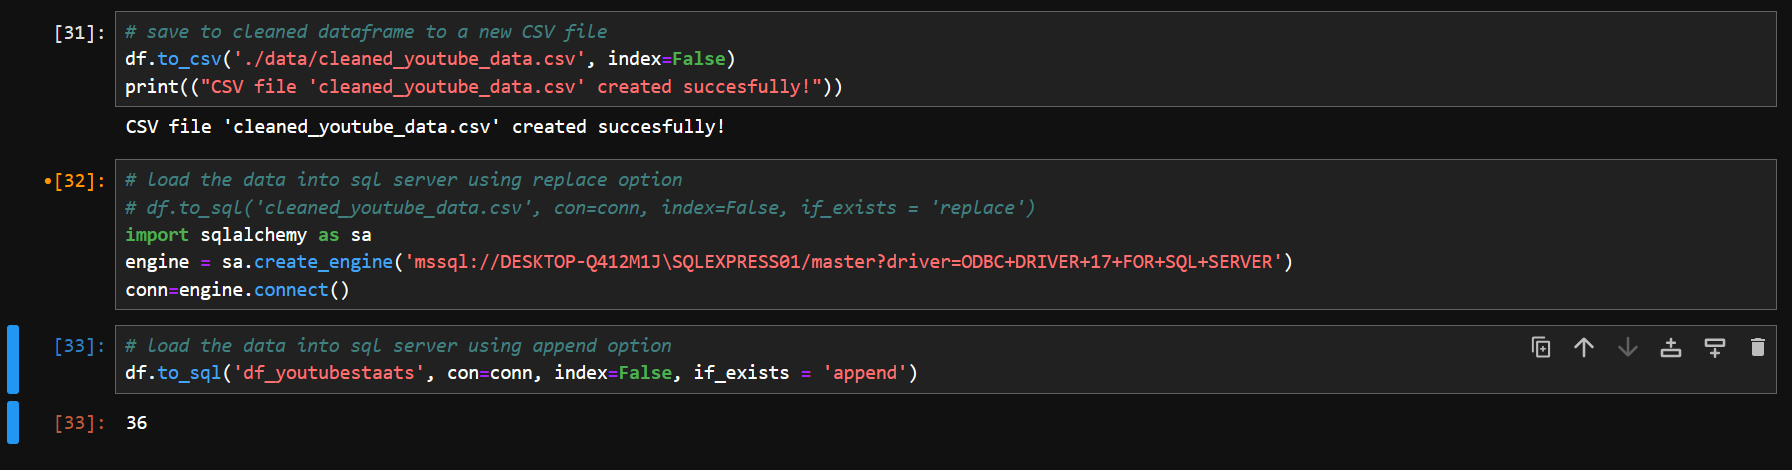 [31]:
# save to cleaned dataframe to a new CSV file
df.to_csv('./data/cleaned_youtube_data.csv', index=False)
print(("CSV file 'cleaned_youtube_data.csv' created succesfully!"))
CSV file 'cleaned_youtube_data.csv' created succesfully!
•[32]:
# load the data into sql server using replace option
# df.to_sql('cleaned_youtube_data.csv', con=conn, index=False, if_exists = 'replace')
import sqlalchemy as sa
engine = sa.create_engine('mssql://DESKTOP-Q412M1J\SQLEXPRESS01/master?driver=ODBC+DRIVER+17+FOR+SQL+SERVER')
conn=engine.connect()
[33]:
# load the data into sql server using append option
df.to_sql('df_youtubestaats', con=conn, index=False, if_exists = 'append')
[33]:
36